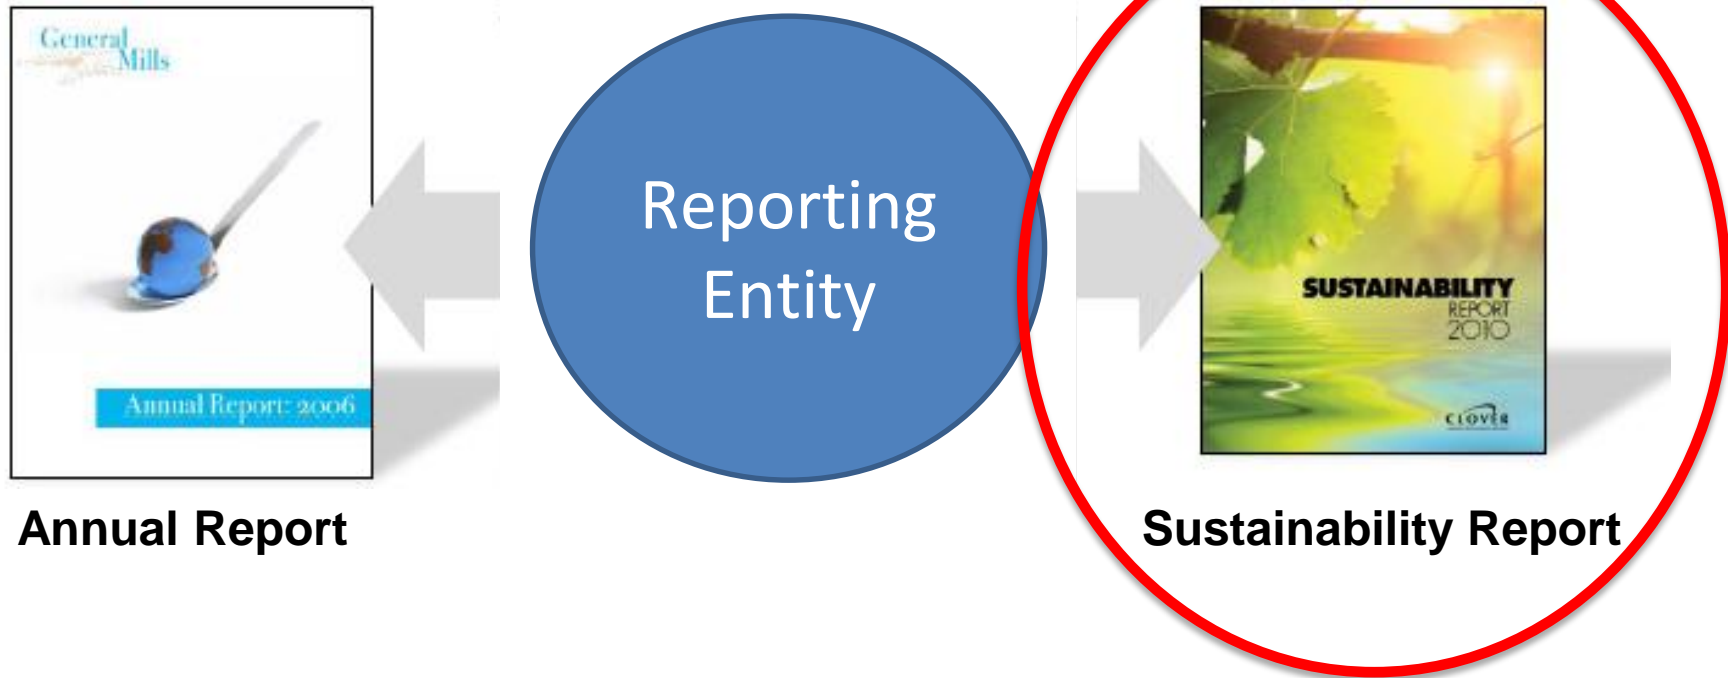 General
Mills
Annual Report: 2006
Annual Report
Reporting
Entity
SUSTAINABILITY
REPORT
2010
CLOVER
Sustainability Report